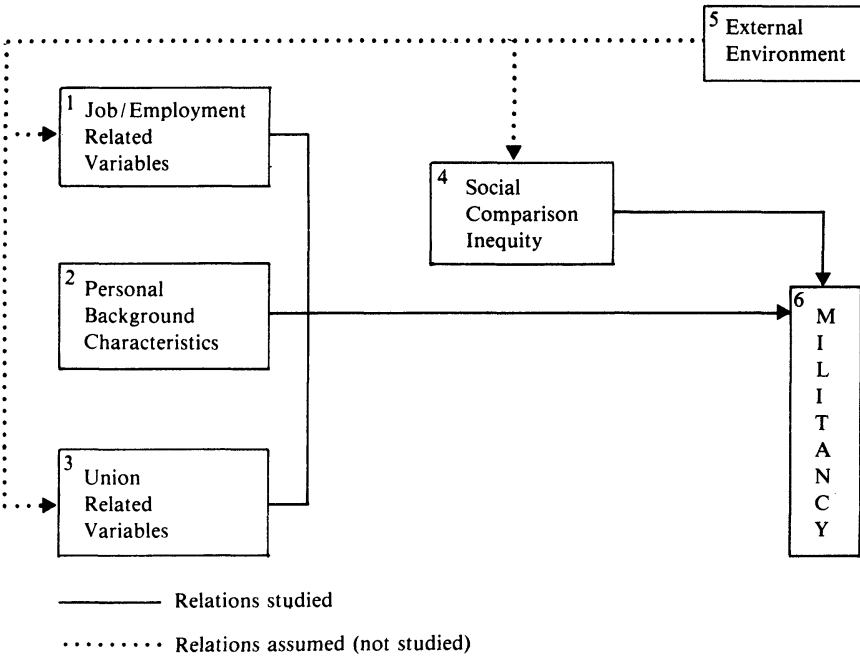 5 External
Environment
1 Job/Employment
Related
Variables
4 Social
Comparison
Inequity
2 Personal
Background
Characteristics
6 M
I
L
I
T
A
N
C
Y
3 Union
Related
Variables
Relations studied
Relations assumed (not studied)